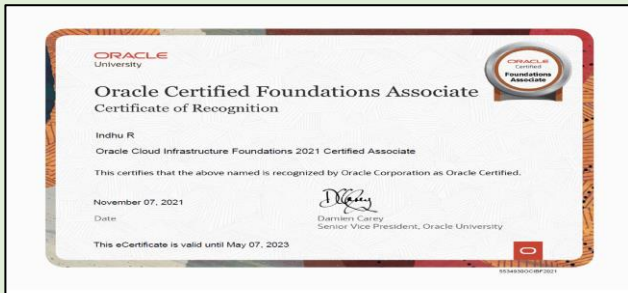 ORACLE
University
ORACLE
Certified
Foundations
Associate
Oracle Certified Foundations Associate
Certificate of Recognition
Indhu R
Oracle Cloud Infrastructure Foundations 2021 Certified Associate
This certifies that the above named is recognized by Oracle Corporation as Oracle Certified.
November 07, 2021
Date
Damien Carey
Senior Vice President, Oracle University
This eCertificate is valid until May 07, 2023